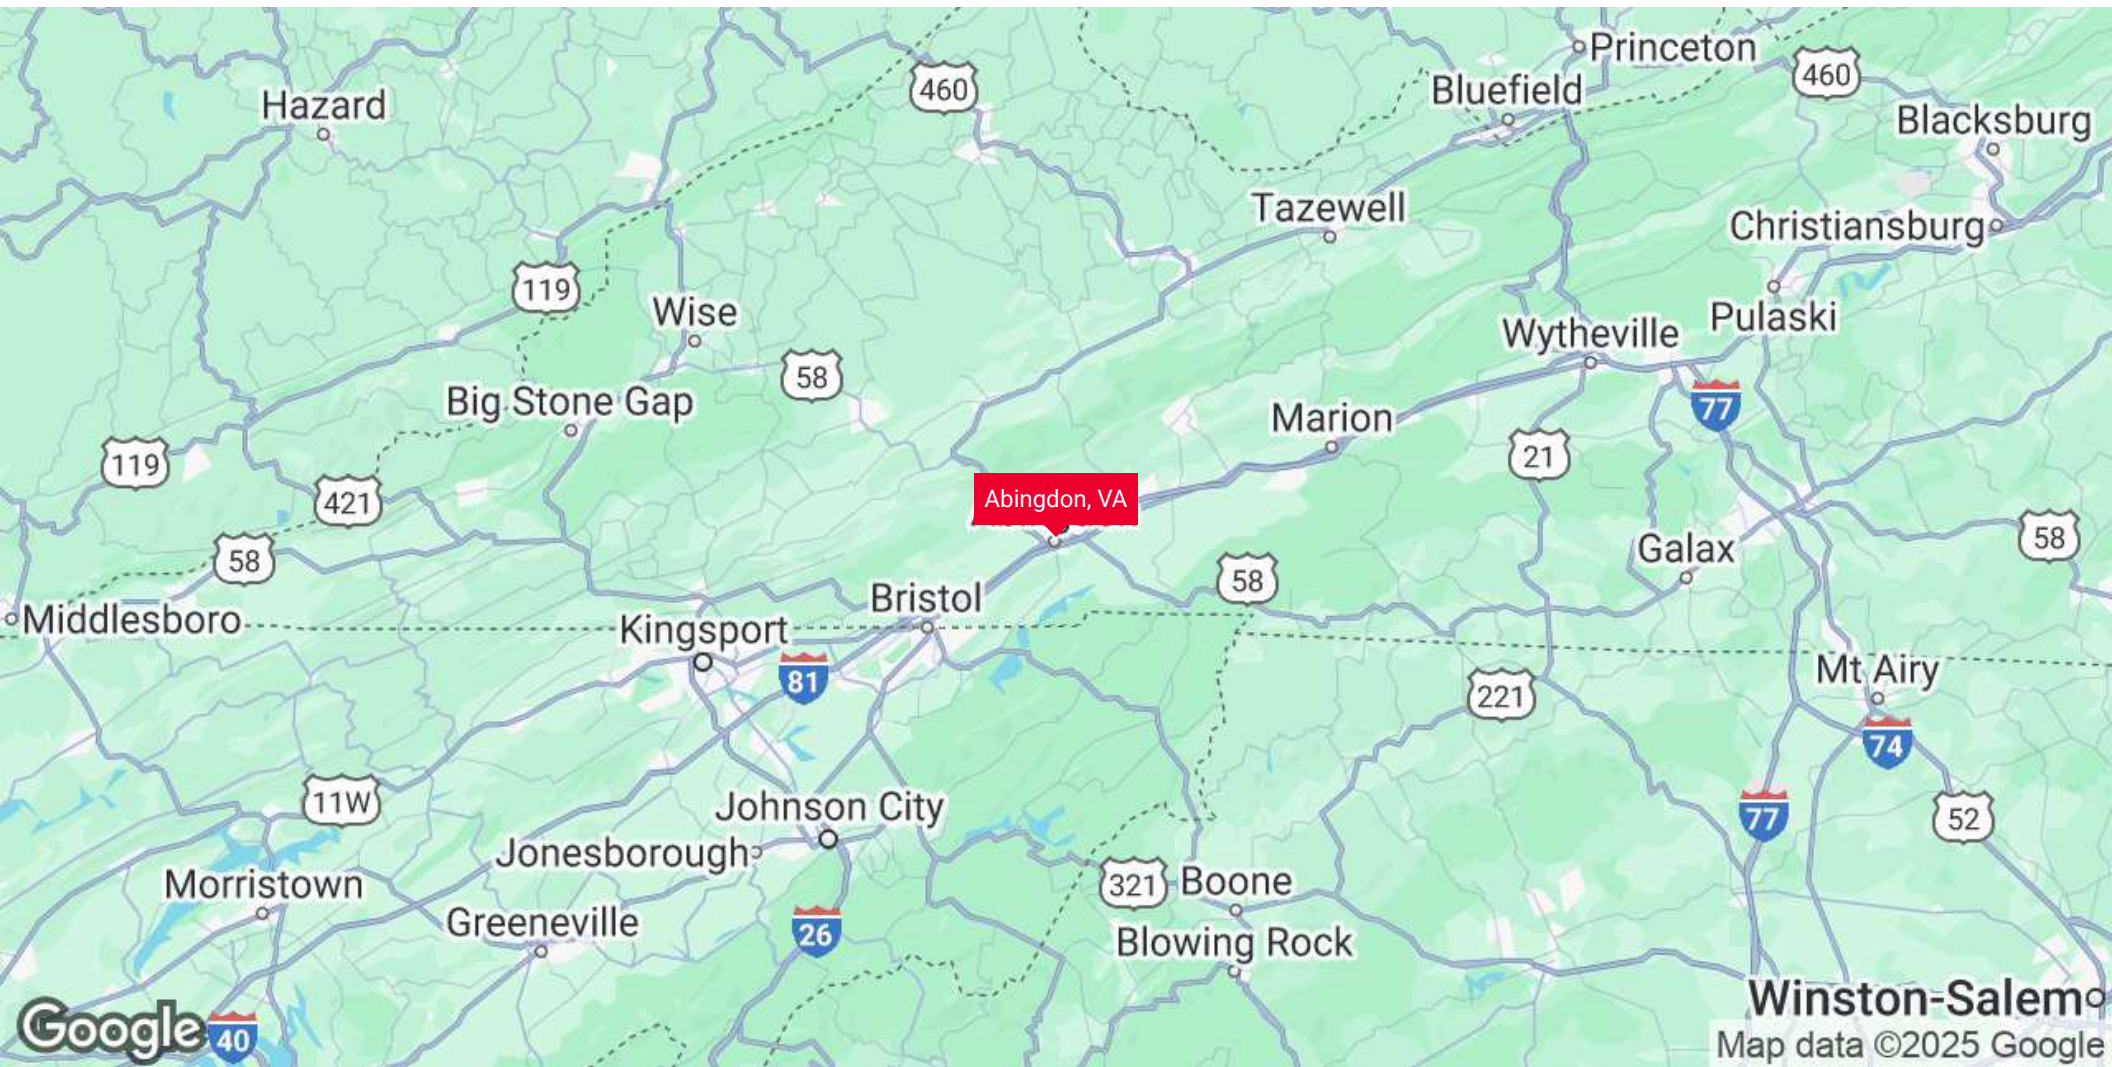 Princeton
460
460
Bluefield
Hazard
Blacksburg
Tazewell
Christiansburg
119
Wise
Pulaski
Wytheville
58
Big Stone Gap
77
Marion
21
119
421
Abingdon, VA
58
58
Galax
58
Bristol
Middlesboro
Kingsport
81
Mt Airy
221
74
11W
Johnson City
77
52
Jonesborough
Morristown
321
Boone
Greeneville
26
Blowing Rock
Winston-Salem
Google
40
Map data ©2025 Google